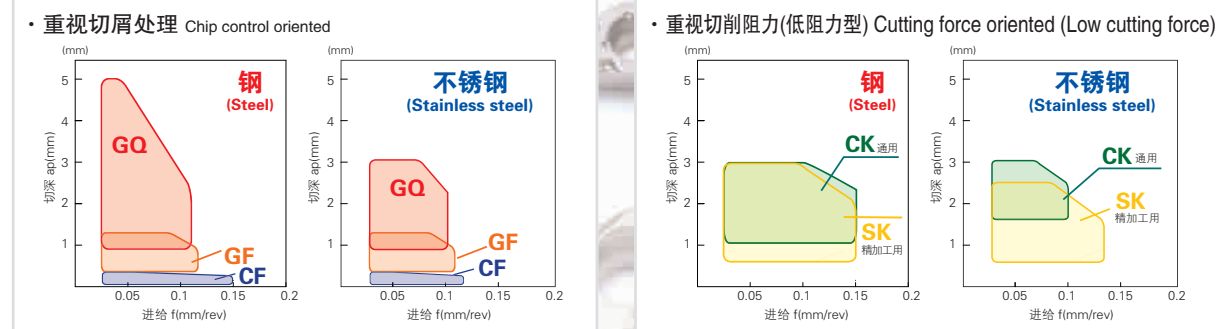 · 重视切屑处理 Chip control oriented
(mm)
钢
(Steel)
5
4
3
2
1
切深 ap(mm)
GQ
GF
CF
0.05 0.1 0.15 0.2
进给 f(mm/rev)
(mm)
不锈钢
(Stainless steel)
5
4
3
2
1
切深 ap(mm)
GQ
GF
CF
0.05 0.1 0.15 0.2
进给 f(mm/rev)
· 重视切削阻力(低阻力型) Cutting force oriented (Low cutting force)
(mm)
钢
(Steel)
5
4
3
2
1
切深 ap(mm)
CK 通用
SK
精加工用
0.05 0.1 0.15 0.2
进给 f(mm/rev)
(mm)
不锈钢
(Stainless steel)
5
4
3
2
1
切深 ap(mm)
CK 通用
SK
精加工用
0.05 0.1 0.15 0.2
进给 f(mm/rev)